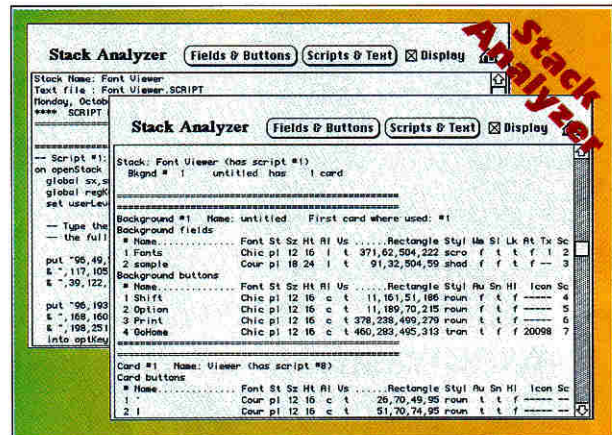 Stack Analyzer
Stack Analyzer Fields & Buttons Scripts & Text Display
Stack Name: Font Viewer
Text file : Font Viewer.SCRIPT
Monday, Octob
**** SCRIPT
-- Script #1:
on openStack
global sx,s
global regK
set userLev
-- Type the
-- the full
put "96,49,
& ",117,105
& ",39,122,
put "96,193
& ",168,160
& ",198,251
into optKey
Stack Analyzer Fields & Buttons Scripts & Text Display
Stack: Font Viewer (has script #1)
Bkgnd # 1 untitled has 1 card
Background #1 Name: untitled First card where used: #1
Background fields
# Name............... Font St Sz Ht Al Vs ......Rectangle Styl Wm Sl Lk At Tx Sc
1 Fonts Chic pl 12 16 l t 371,62,504,222 scro f t t f l 2
2 sample Cour pl 18 24 l t 91,32,504,59 shad f t t f -- 3
Background buttons
# Name............... Font St Sz Ht Al Vs ......Rectangle Styl Au Sn Hl Icon Sc
1 Shift Chic pl 12 16 c t 11,161,51,186 roun f t f ----- 4
2 Option Chic pl 12 16 c t 11,189,70,215 roun f t f ----- 5
3 Print Chic pl 12 16 c t 378,238,499,279 roun t t f ----- 6
4 GoHome Chic pl 12 16 c t 460,283,495,313 tran t f f 20098 7
Card #1 Name: Viewer (has script #8)
Card buttons
# Name............... Font St Sz Ht Al Vs ......Rectangle Styl Au Sn Hl Icon Sc
1 ' Cour pl 12 16 c t 26,70,49,95 roun t t f ----- --
2 1 Cour pl 12 16 c t 51,70,74,95 roun t t f ----- --